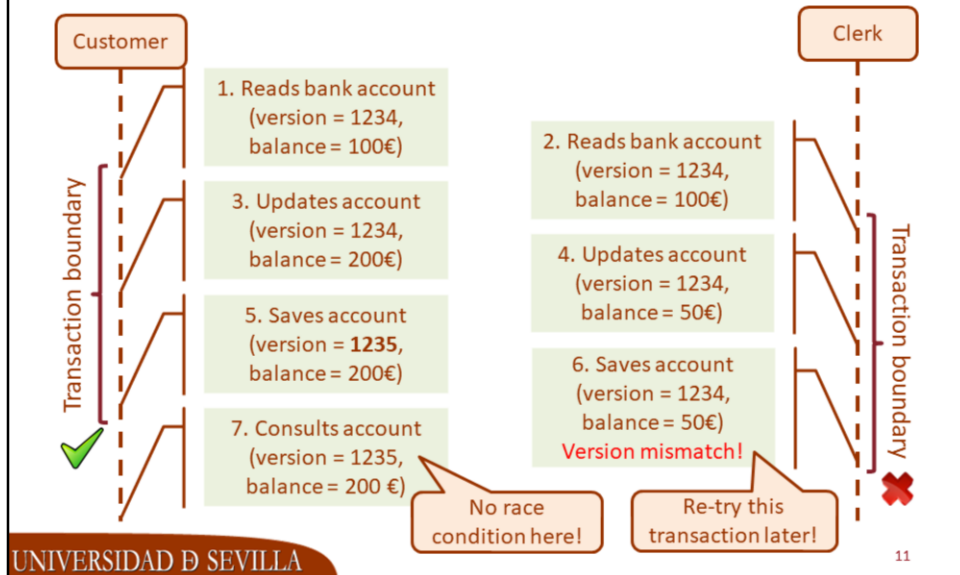 Customer
Clerk
1. Reads bank account
(version = 1234,
balance = 100€)
2. Reads bank account
(version = 1234,
balance = 100€)
3. Updates account
(version = 1234,
balance = 200€)
4. Updates account
(version = 1234,
balance = 50€)
5. Saves account
(version = 1235,
balance = 200€)
6. Saves account
(version = 1234,
balance = 50€)
Version mismatch!
7. Consults account
(version = 1235,
balance = 200 €)
Transaction boundary
Transaction boundary
No race
condition here!
Re-try this
transaction later!
UNIVERSIDAD Ð SEVILLA
11